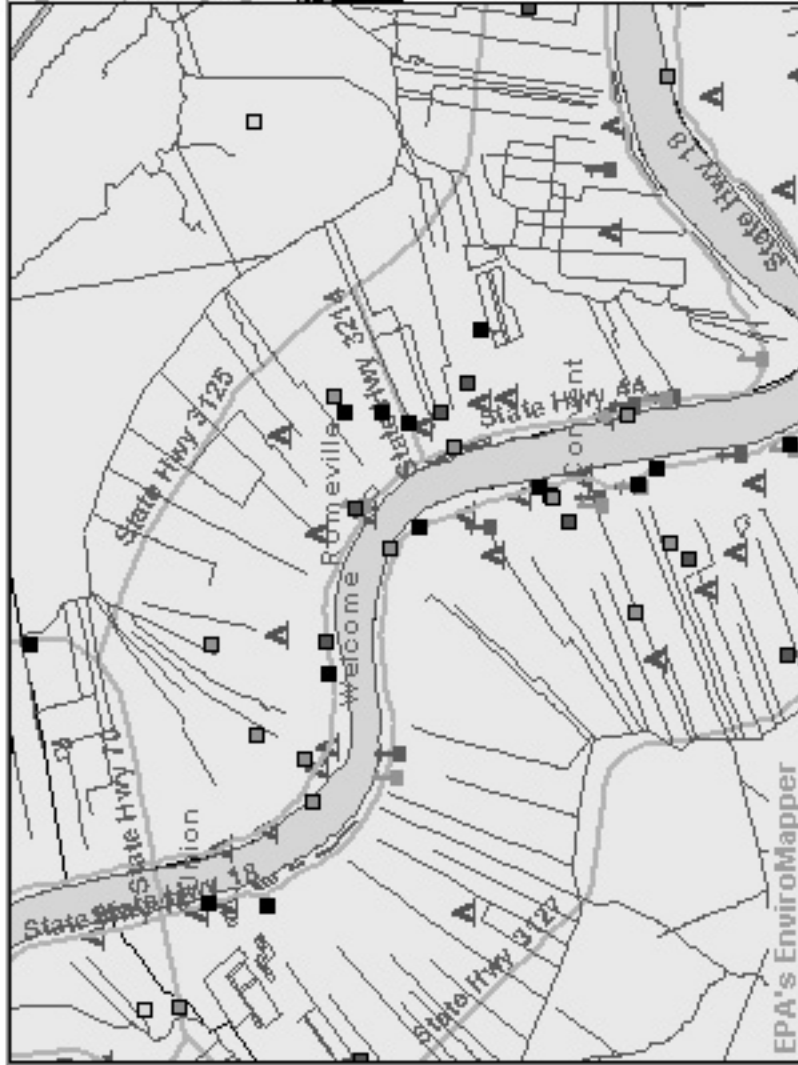 State Hwy 18
State Hwy 3125
State Hwy 3214
Romeville
State Hwy 44
Welcome
State Hwy 70
Union
State Hwy 18
State Hwy 3127
EPA's EnviroMapper